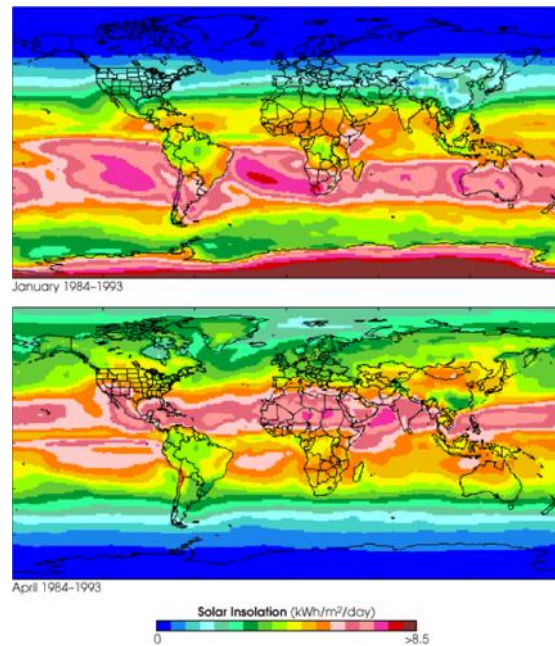 January 1984–1993
April 1984–1993
Solar Insolation (kWh/m²/day)
0
>8.5